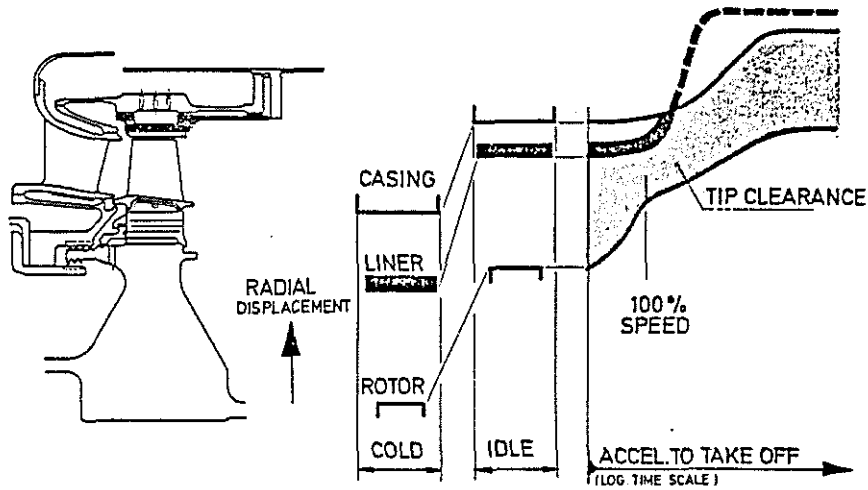 CASING
LINER
RADIAL
DISPLACEMENT
ROTOR
COLD
IDLE
TIP CLEARANCE
100%
SPEED
ACCEL. TO TAKE OFF
(LOG. TIME SCALE)